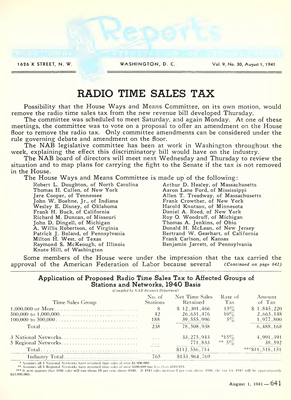 Reports
1626 K STREET, N. W.
WASHINGTON, D. C.
Vol. 9, No. 30, August 1, 1941
RADIO TIME SALES TAX
Possibility that the House Ways and Means Committee, on its own motion, would
remove the radio time sales tax from the new revenue bill developed Thursday.
The committee was scheduled to meet Saturday, and again Monday. At one of these
meetings, the committee was to vote on a proposal to offer an amendment on the House
floor to remove the radio tax. Only committee amendments can be considered under the
rule governing debate and amendment on the floor.
The NAB legislative committee has been at work in Washington throughout the
week, explaining the effect this discriminatory bill would have on the industry.
The NAB board of directors will meet next Wednesday and Thursday to review the
situation and to map plans for carrying the fight to the Senate if the tax is not removed
in the House.
The House Ways and Means Committee is made up of the following:
Robert L. Doughton, of North Carolina
Thomas H. Cullen, of New York
Jere Cooper, of Tennessee
John W. Boehne, Jr., of Indiana
Wesley E. Disney, of Oklahoma
Frank H. Buck, of California
Richard M. Duncan, of Missouri
John D. Dingell, of Michigan
A. Willis Robertson, of Virginia
Patrick J. Boland, of Pennsylvania
Milton H. West, of Texas
Raymond S. McKeough, of Illinois
Knute Hill, of Washington
Arthur D. Healey, of Massachusetts
Aaron Lane Ford, of Mississippi
Allen T. Treadway, of Massachusetts
Frank Crowther, of New York
Harold Knutson, of Minnesota
Daniel A. Reed, of New York
Roy O. Woodruff, of Michigan
Thomas A. Jenkins, of Ohio
Donald H. McLean, of New Jersey
Bertrand W. Gearhart, of California
Frank Carlson, of Kansas
Benjamin Jarrett, of Pennsylvania
Some members of the House were under the impression that the tax carried the
approval of the American Federation of Labor because several (Continued on page 642)
Application of Proposed Radio Time Sales Tax to Affected Groups of
Stations and Networks, 1940 Basis
(Compiled by NAB Research Department)
Time Sales Group
No. of Stations
Net Time Sales Retained
Rate of Tax
Amount of Tax
1,000,000 or More
500,000 to 1,000,000
100,000 to 500,000
Total
238
3 National Networks
5 Regional Networks
Total
Industry Total
765
August 1, 1941 — 641